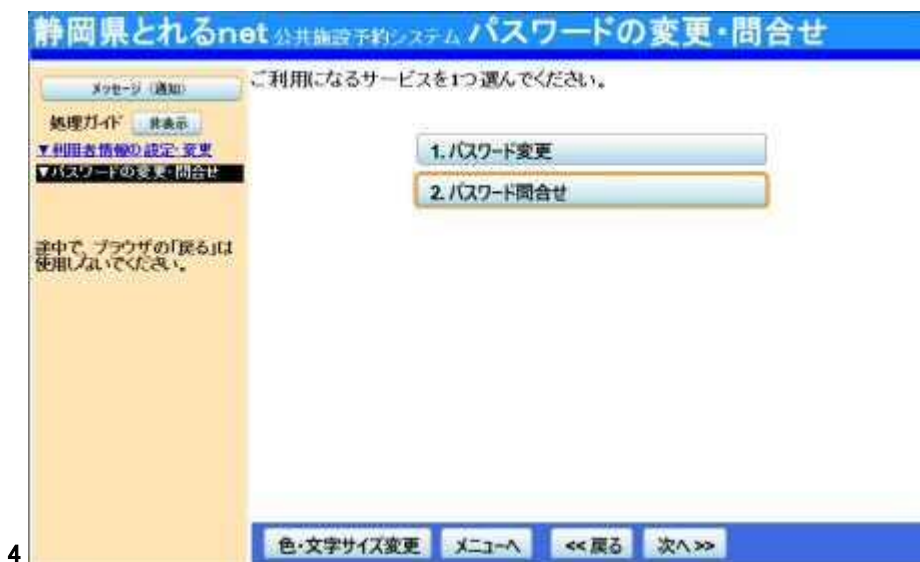 静岡県とれるnet 公共施設予約システム パスワードの変更・問合せ
メッセージ（通知）
処理ガイド 非表示
▼利用者情報の設定・変更
▼パスワードの変更・問合せ
途中で、ブラウザの「戻る」は
使用しないでください。
ご利用になるサービスを1つ選んでください。
1. パスワード変更
2. パスワード問合せ
色・文字サイズ変更 メニューへ <<戻る 次へ>>
4